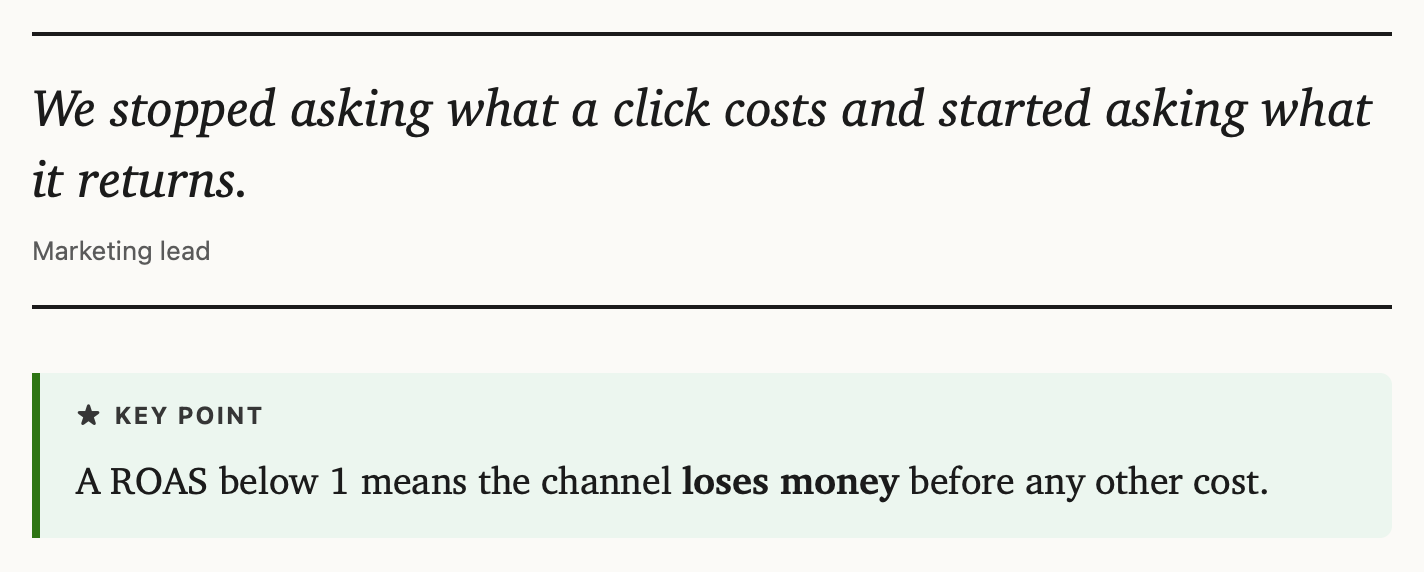 We stopped asking what a click costs and started asking what
it returns.
Marketing lead
KEY POINT
A ROAS below 1 means the channel loses money before any other cost.